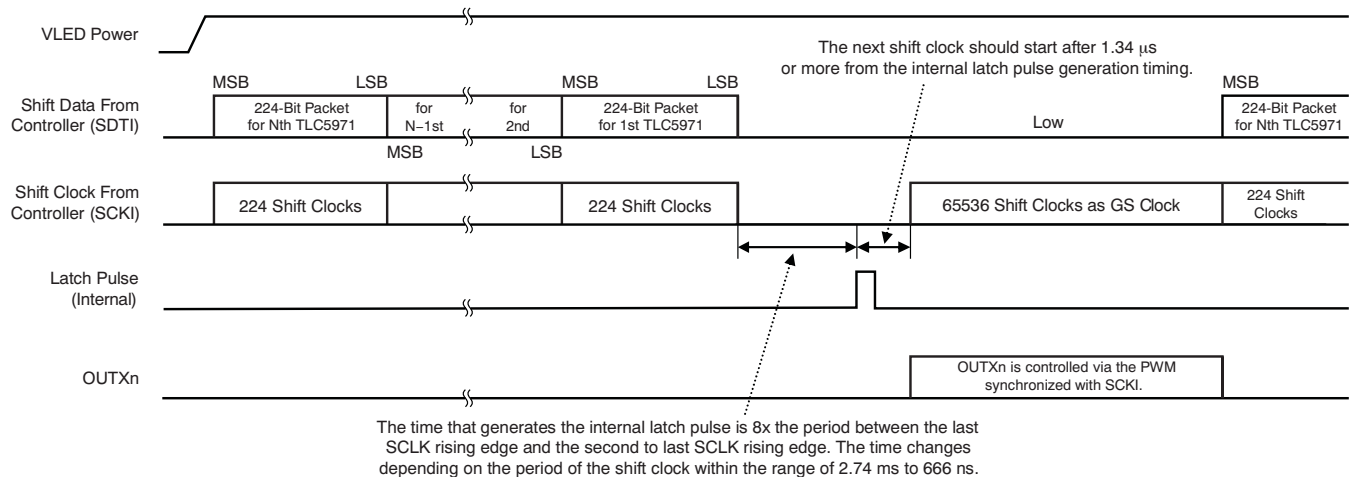 VLED Power
The next shift clock should start after 1.34 μs
or more from the internal latch pulse generation timing.
MSB
LSB
MSB
LSB
MSB
Shift Data From
Controller (SDTI)
224-Bit Packet
for Nth TLC5971
for
N−1st
for
2nd
224-Bit Packet
for 1st TLC5971
Low
224-Bit Packet
for Nth TLC5971
MSB
LSB
Shift Clock From
Controller (SCKI)
224 Shift Clocks
224 Shift Clocks
65536 Shift Clocks as GS Clock
224 Shift
Clocks
Latch Pulse
(Internal)
OUTXn
OUTXn is controlled via the PWM
synchronized with SCKI.
The time that generates the internal latch pulse is 8x the period between the last
SCLK rising edge and the second to last SCLK rising edge. The time changes
depending on the period of the shift clock within the range of 2.74 ms to 666 ns.